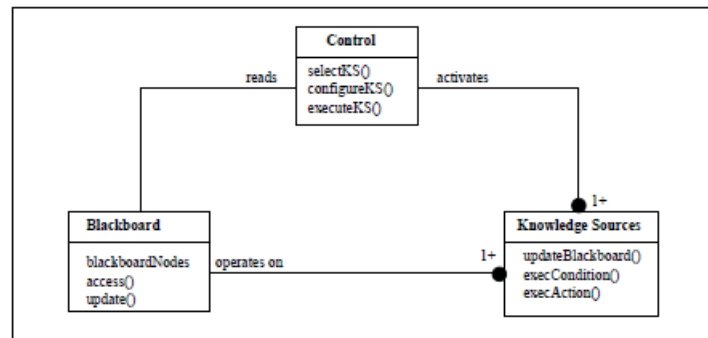 Control
selectKS()
configureKS()
executeKS()
reads
activates
1+
Blackboard
blackboardNodes
access()
update()
operates on
1+
Knowledge Sources
updateBlackboard()
execCondition()
execAction()